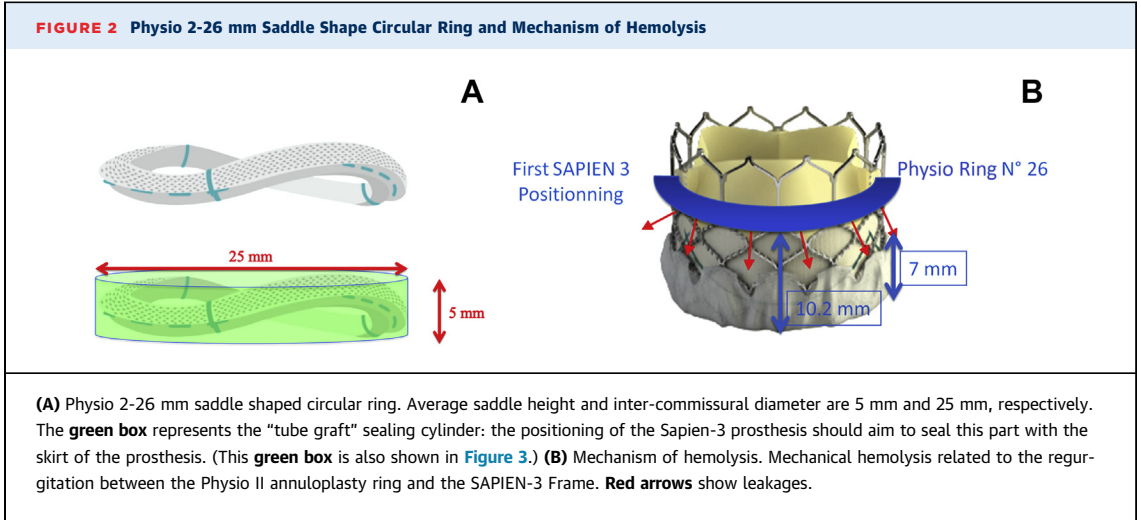 FIGURE 2 Physio 2-26 mm Saddle Shape Circular Ring and Mechanism of Hemolysis
A
B
First SAPIEN 3
Positionning
Physio Ring N° 26
25 mm
5 mm
7 mm
10.2 mm
(A) Physio 2-26 mm saddle shaped circular ring. Average saddle height and inter-commissural diameter are 5 mm and 25 mm, respectively.
The green box represents the “tube graft” sealing cylinder: the positioning of the Sapien-3 prosthesis should aim to seal this part with the
skirt of the prosthesis. (This green box is also shown in Figure 3.) (B) Mechanism of hemolysis. Mechanical hemolysis related to the regur-
gitation between the Physio II annuloplasty ring and the SAPIEN-3 Frame. Red arrows show leakages.